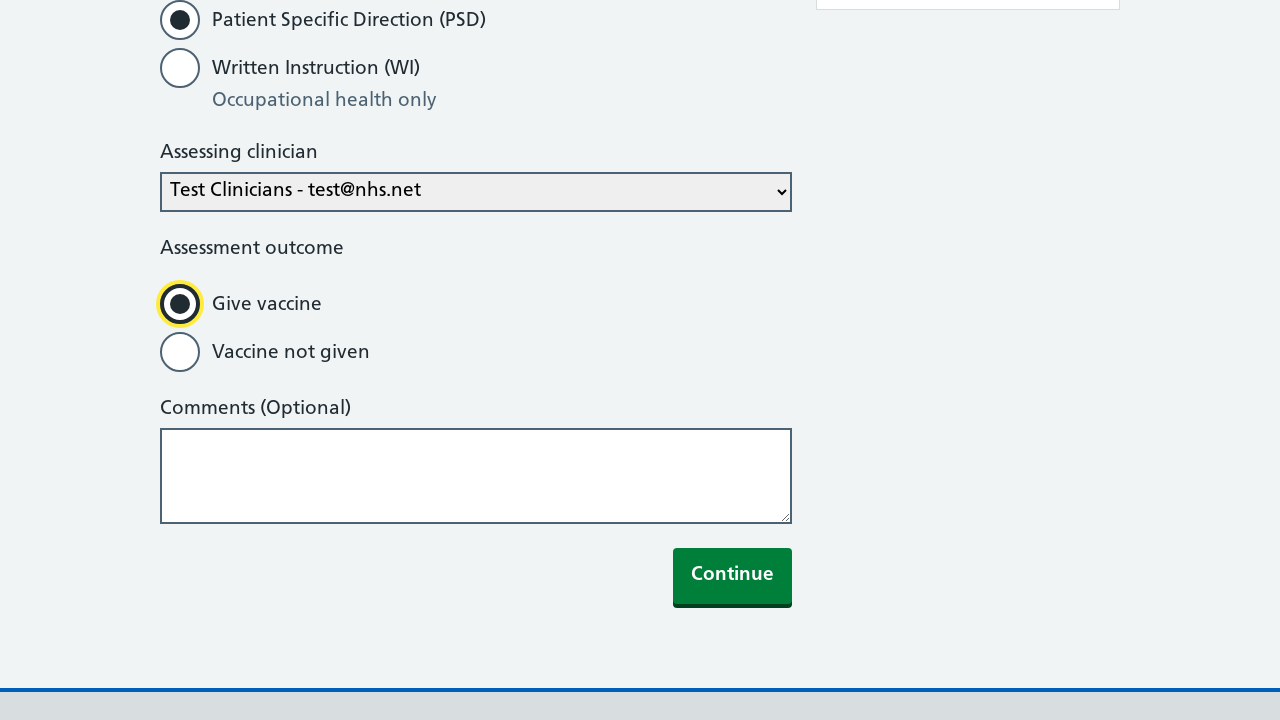 Patient Specific Direction (PSD)
Written Instruction (WI)
Occupational health only
Assessing clinician
Test Clinicians - test@nhs.net
Assessment outcome
Give vaccine
Vaccine not given
Comments (Optional)
Continue